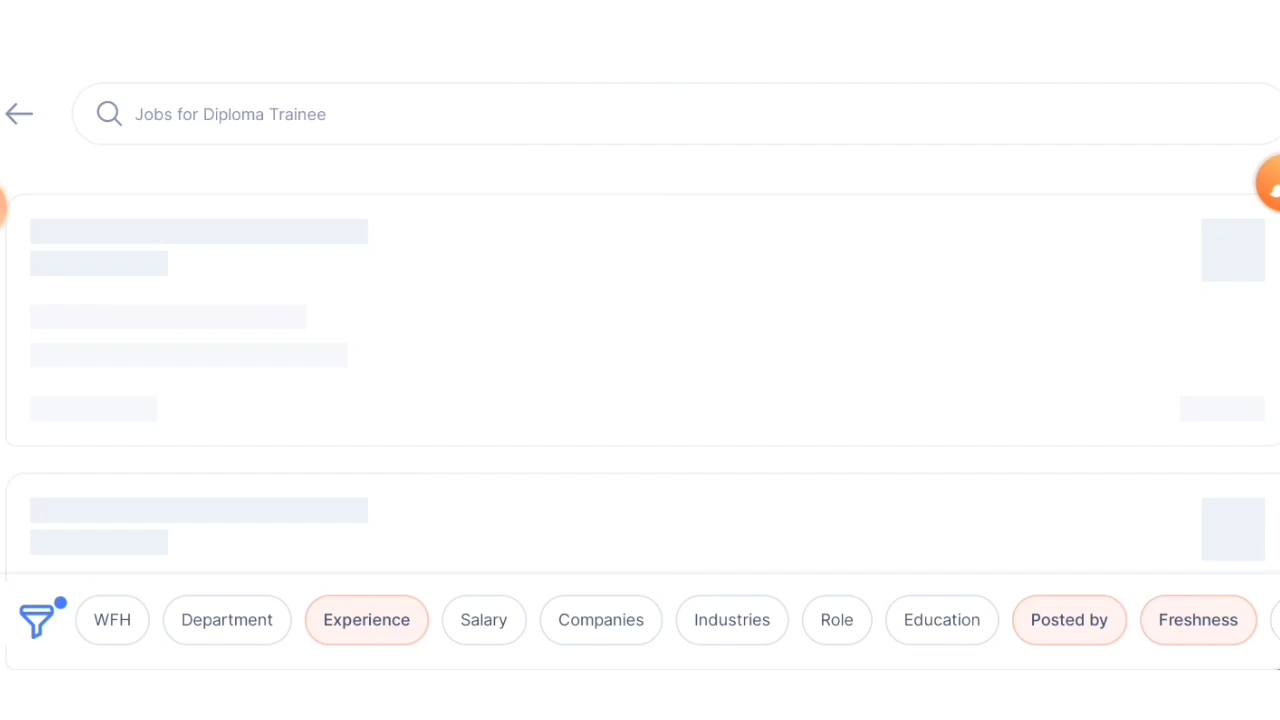 Jobs for Diploma Trainee
WFH Department Experience Salary Companies Industries Role Education Posted by Freshness